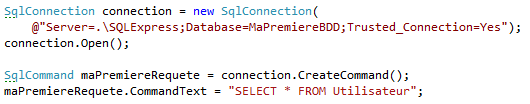 SqlConnection connection = new SqlConnection(
    @"Server=.\SQLExpress;Database=MaPremiereBDD;Trusted_Connection=Yes");
connection.Open();

SqlCommand maPremiereRequete = connection.CreateCommand();
maPremiereRequete.CommandText = "SELECT * FROM Utilisateur";